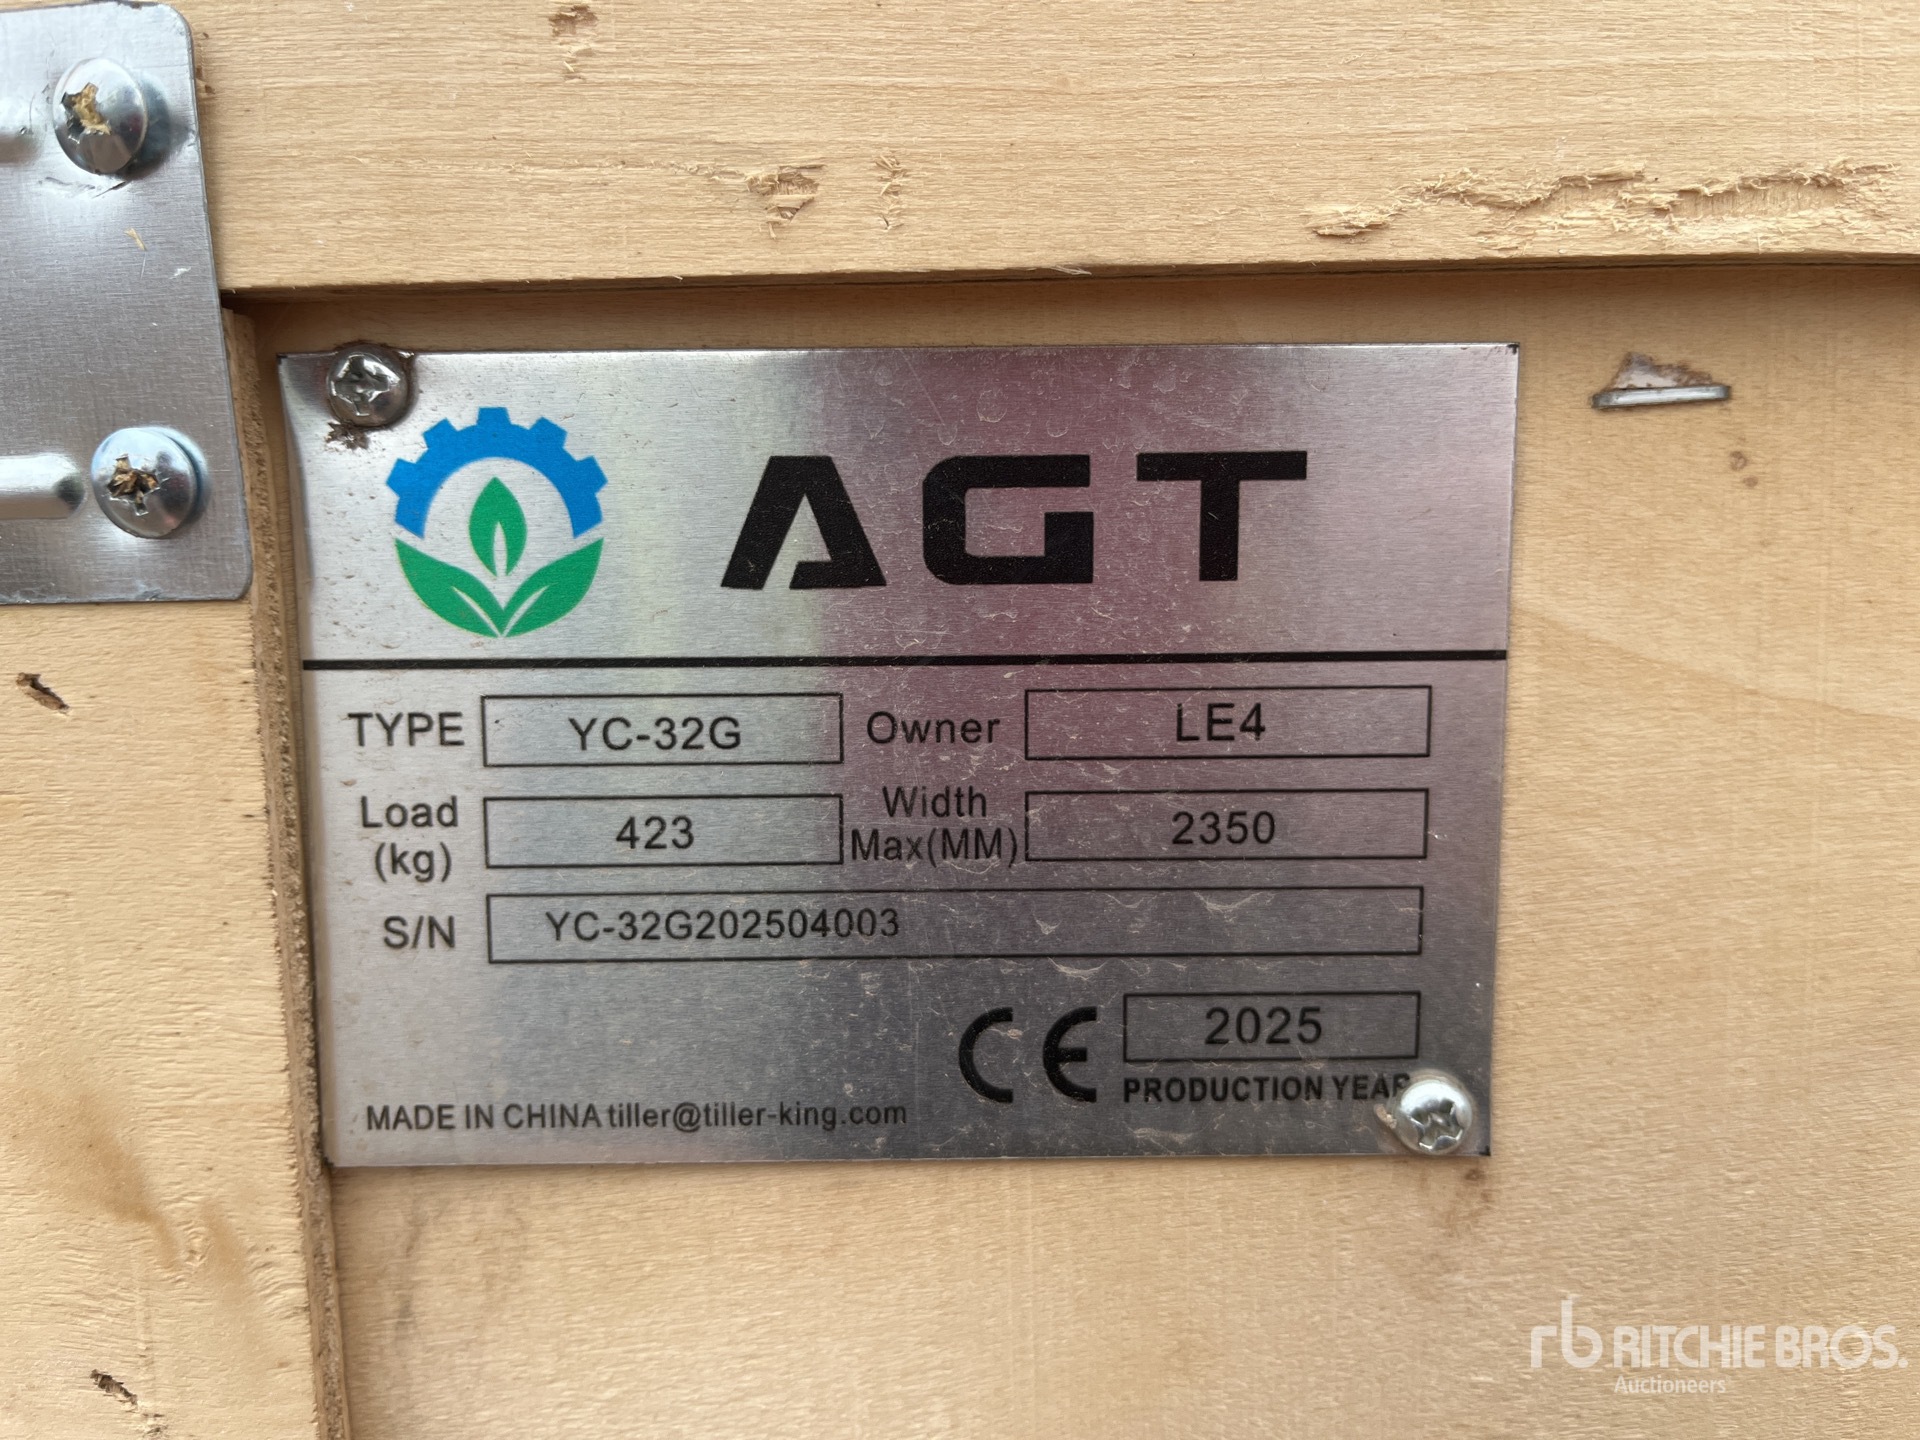 AGT
TYPE YC-32G Owner LE4
Load (kg) 423 Width Max(MM) 2350
S/N YC-32G202504003
CE 2025
PRODUCTION YEAR
MADE IN CHINA tiller@tiller-king.com
rb RITCHIE BROS.
Auctioneers